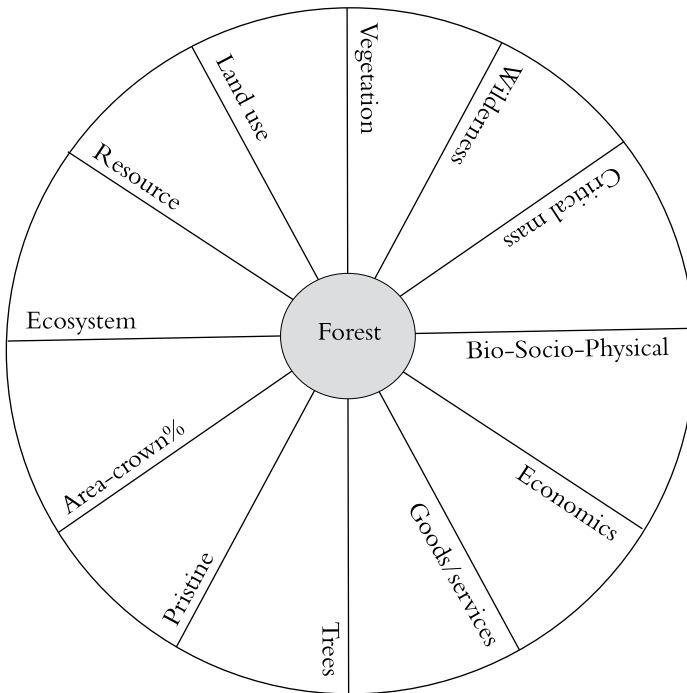 Vegetation
Wilderness
Critical mass
Bio-Socio-Physical
Economics
Goods/services
Trees
Pristine
Area-crown%
Ecosystem
Resource
Land use
Forest